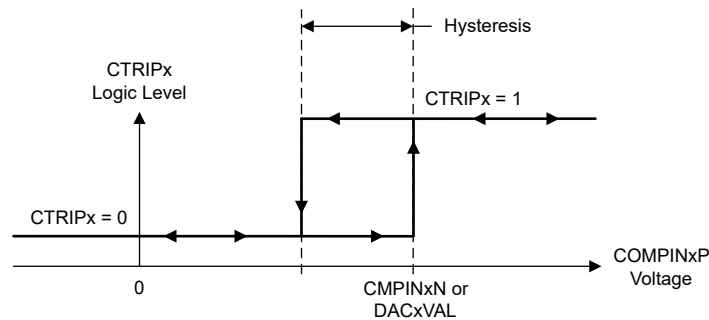 Hysteresis
CTRIPx
Logic Level
CTRIPx = 1
CTRIPx = 0
COMPINxP
Voltage
0
CMPINxN or
DACxVAL